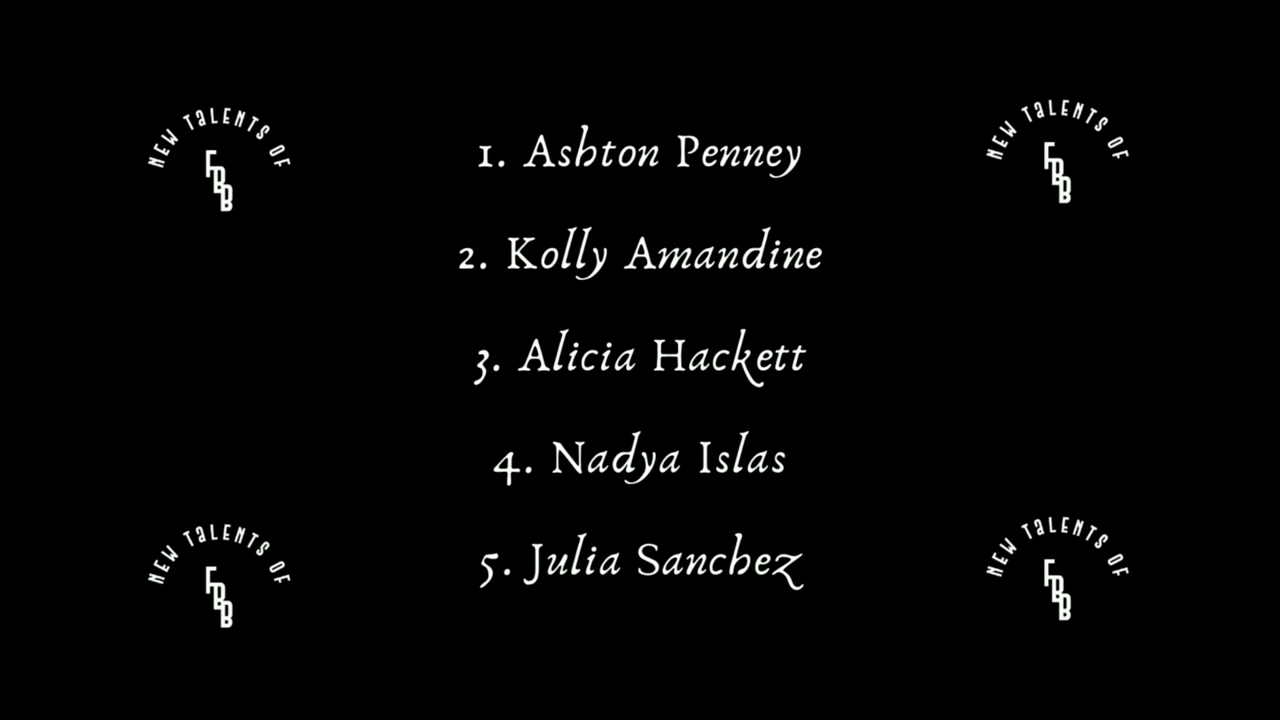 NEW TALENTS OF
FBB
NEW TALENTS OF
FBB
1. Ashton Penney
2. Kolly Amandine
3. Alicia Hackett
4. Nadya Islas
5. Julia Sanchez
NEW TALENTS OF
FBB
NEW TALENTS OF
FBB